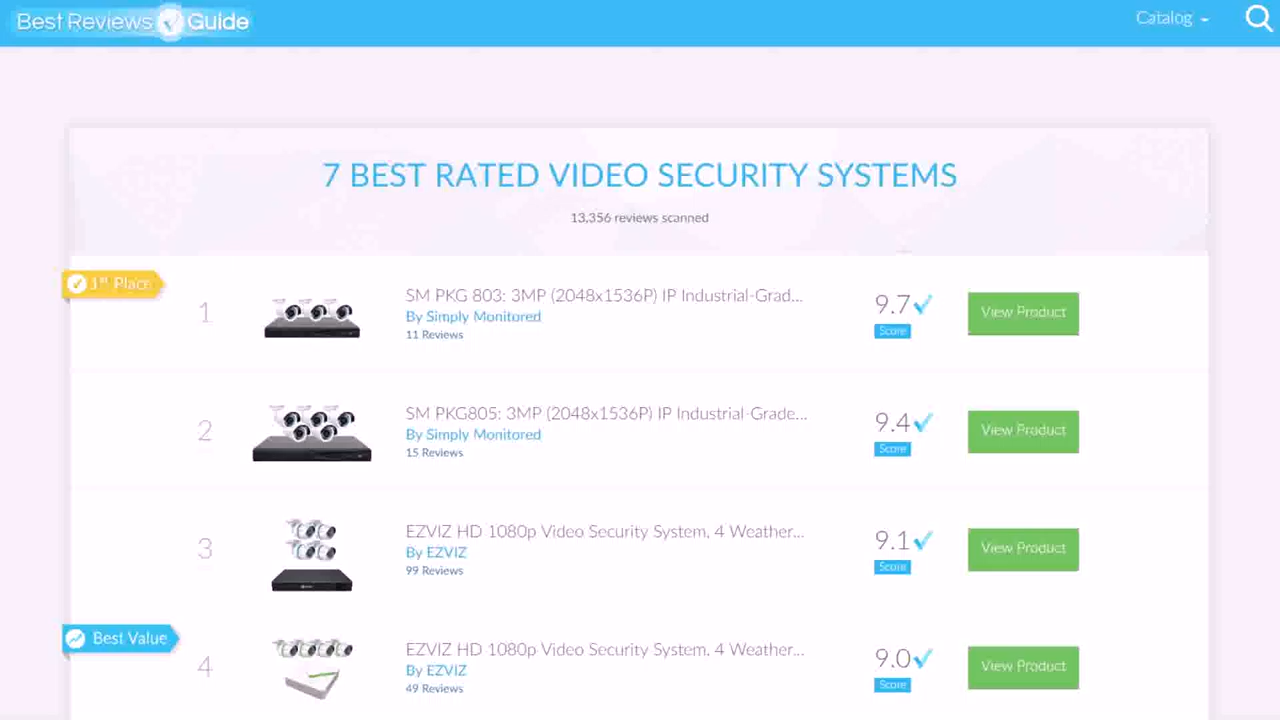 Best Reviews Guide
Catalog
7 BEST RATED VIDEO SECURITY SYSTEMS
13,356 reviews scanned
1st Place
1
SM PKG 803: 3MP (2048x1536P) IP Industrial-Grad...
By Simply Monitored
11 Reviews
9.7
Score
View Product
2
SM PKG805: 3MP (2048x1536P) IP Industrial-Grade...
By Simply Monitored
15 Reviews
9.4
Score
View Product
3
EZVIZ HD 1080p Video Security System, 4 Weather...
By EZVIZ
99 Reviews
9.1
Score
View Product
Best Value
4
EZVIZ HD 1080p Video Security System, 4 Weather...
By EZVIZ
49 Reviews
9.0
Score
View Product